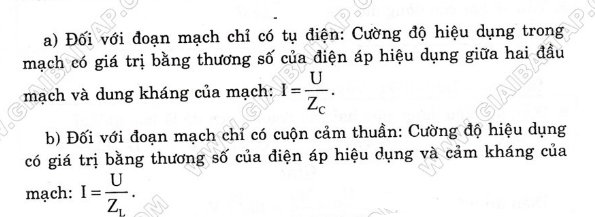 a) Đối với đoạn mạch chỉ có tụ điện: Cường độ hiệu dụng trong
mạch có giá trị bằng thương số của điện áp hiệu dụng giữa hai đầu
mạch và dung kháng của mạch: I = U/Z_C.
b) Đối với đoạn mạch chỉ có cuộn cảm thuần: Cường độ hiệu dụng
có giá trị bằng thương số của điện áp hiệu dụng và cảm kháng của
mạch: I = U/Z_L.